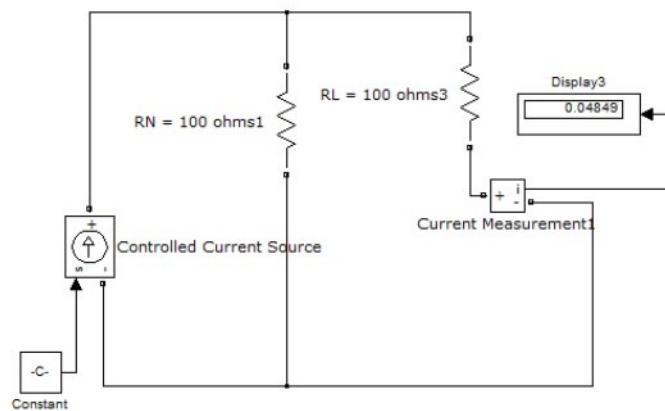 Display3
0.04849
RL = 100 ohms3
RN = 100 ohms1
+
i
-
Current Measurement1
+
Controlled Current Source
s
-
-C-
Constant